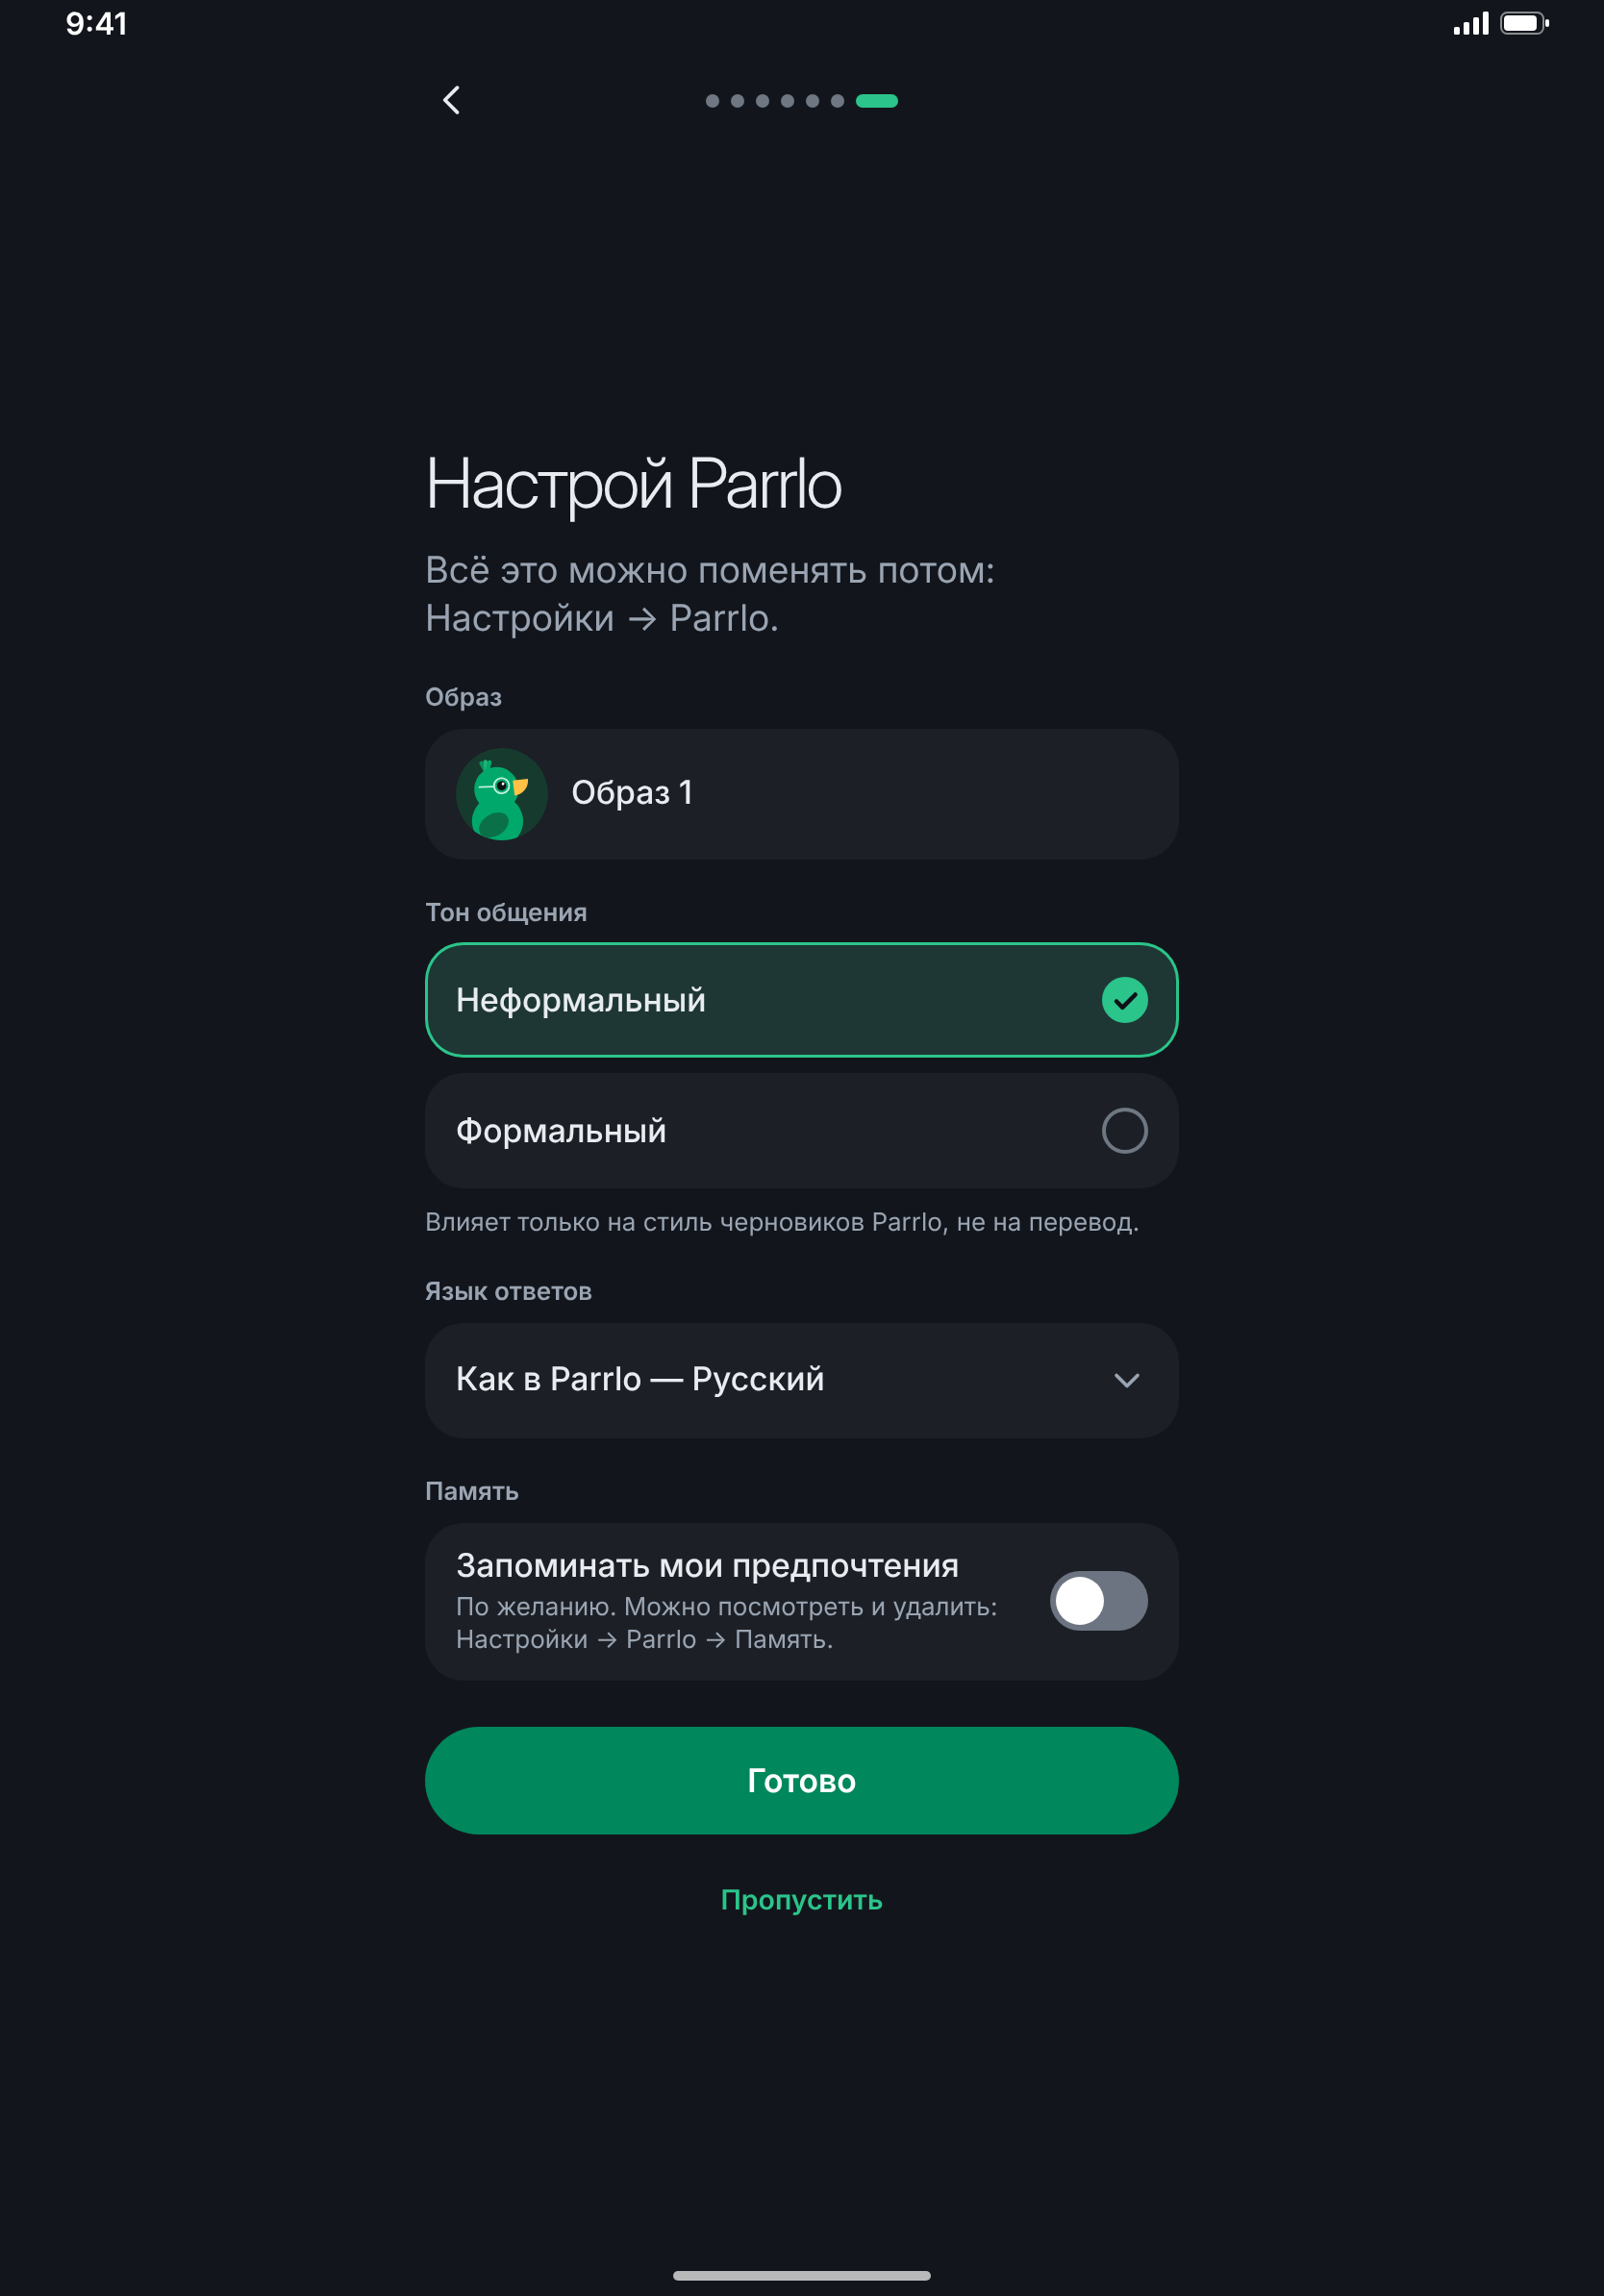 9:41
Настрой Parrlo
Всё это можно поменять потом:
Настройки → Parrlo.
Образ
Образ 1
Тон общения
Неформальный
Формальный
Влияет только на стиль черновиков Parrlo, не на перевод.
Язык ответов
Как в Parrlo — Русский
Память
Запоминать мои предпочтения
По желанию. Можно посмотреть и удалить:
Настройки → Parrlo → Память.
Готово
Пропустить